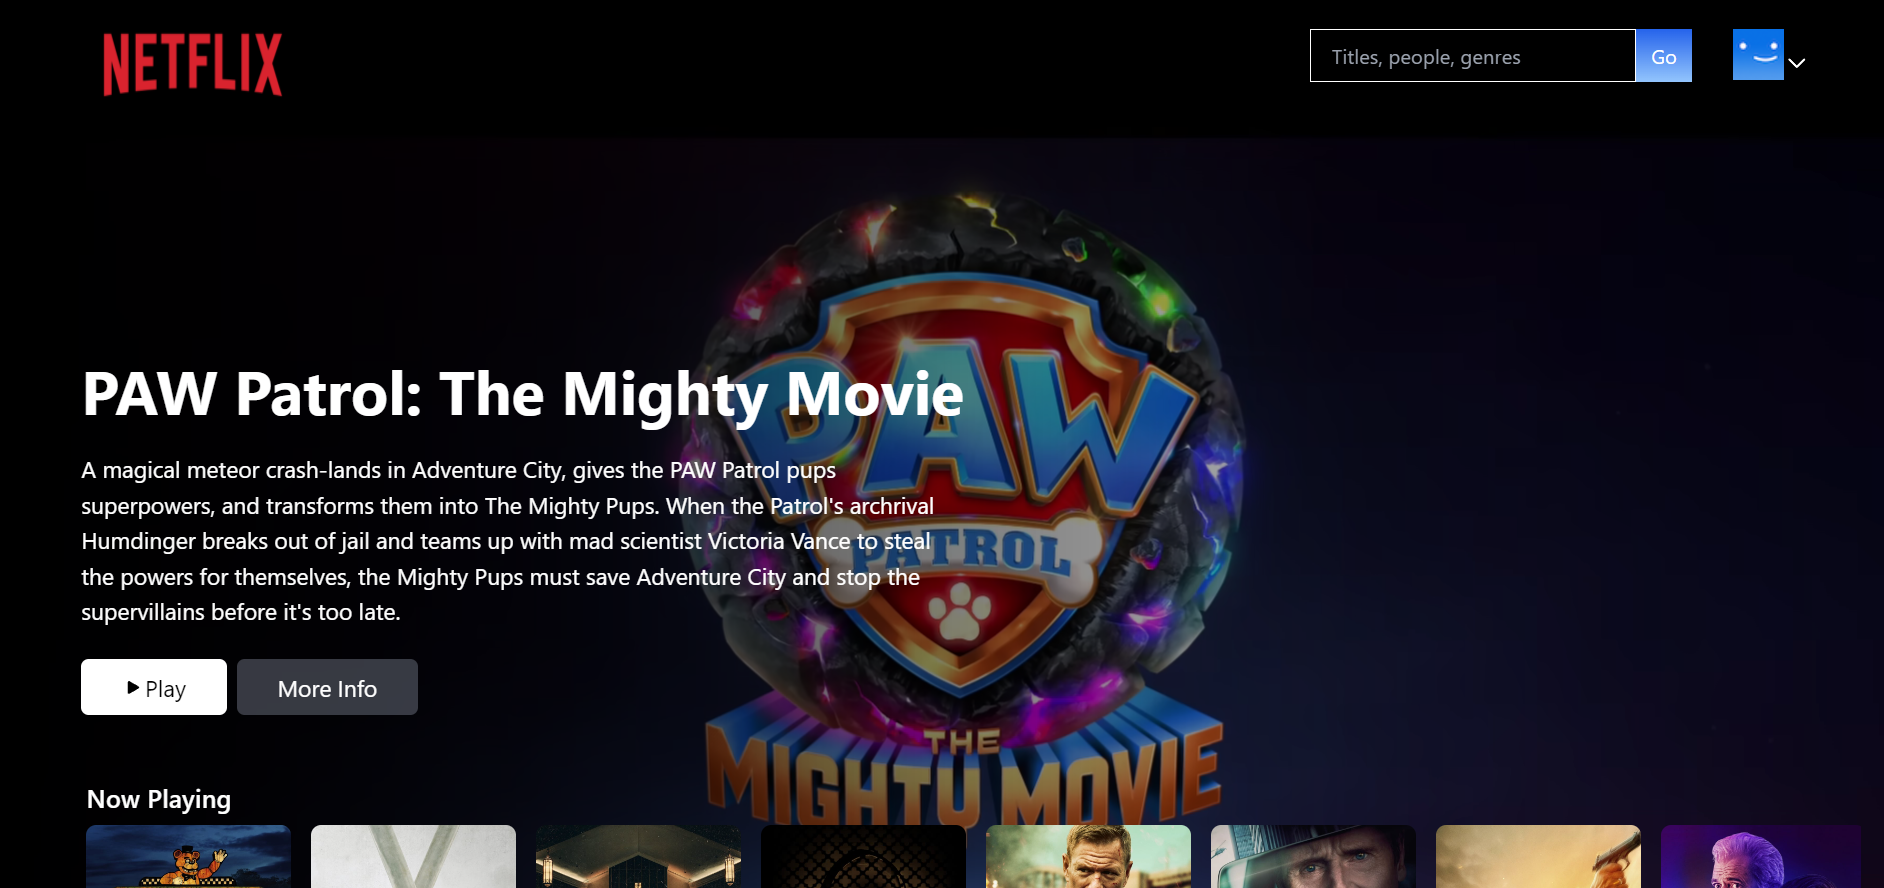 NETFLIX
Titles, people, genres
Go
PAW Patrol: The Mighty Movie
A magical meteor crash-lands in Adventure City, gives the PAW Patrol pups
superpowers, and transforms them into The Mighty Pups. When the Patrol's archrival
Humdinger breaks out of jail and teams up with mad scientist Victoria Vance to steal
the powers for themselves, the Mighty Pups must save Adventure City and stop the
supervillains before it's too late.
Play
More Info
PAW
PATROL
THE
MIGHTY MOVIE
Now Playing